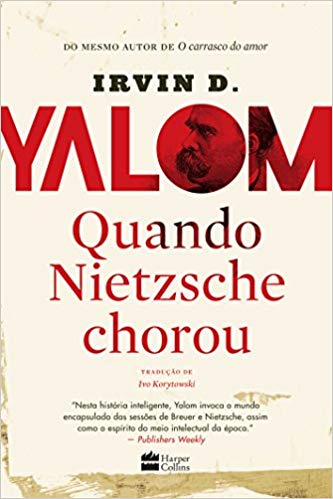 DO MESMO AUTOR DE O carrasco do amor
IRVIN D.
YALOM
Quando
Nietzsche
chorou
TRADUÇÃO DE
Ivo Korytowski
"Nesta história inteligente, Yalom invoca o mundo
encapsulado das sessões de Breuer e Nietzsche, assim
como o espírito do meio intelectual da época."
— Publishers Weekly
Harper
Collins